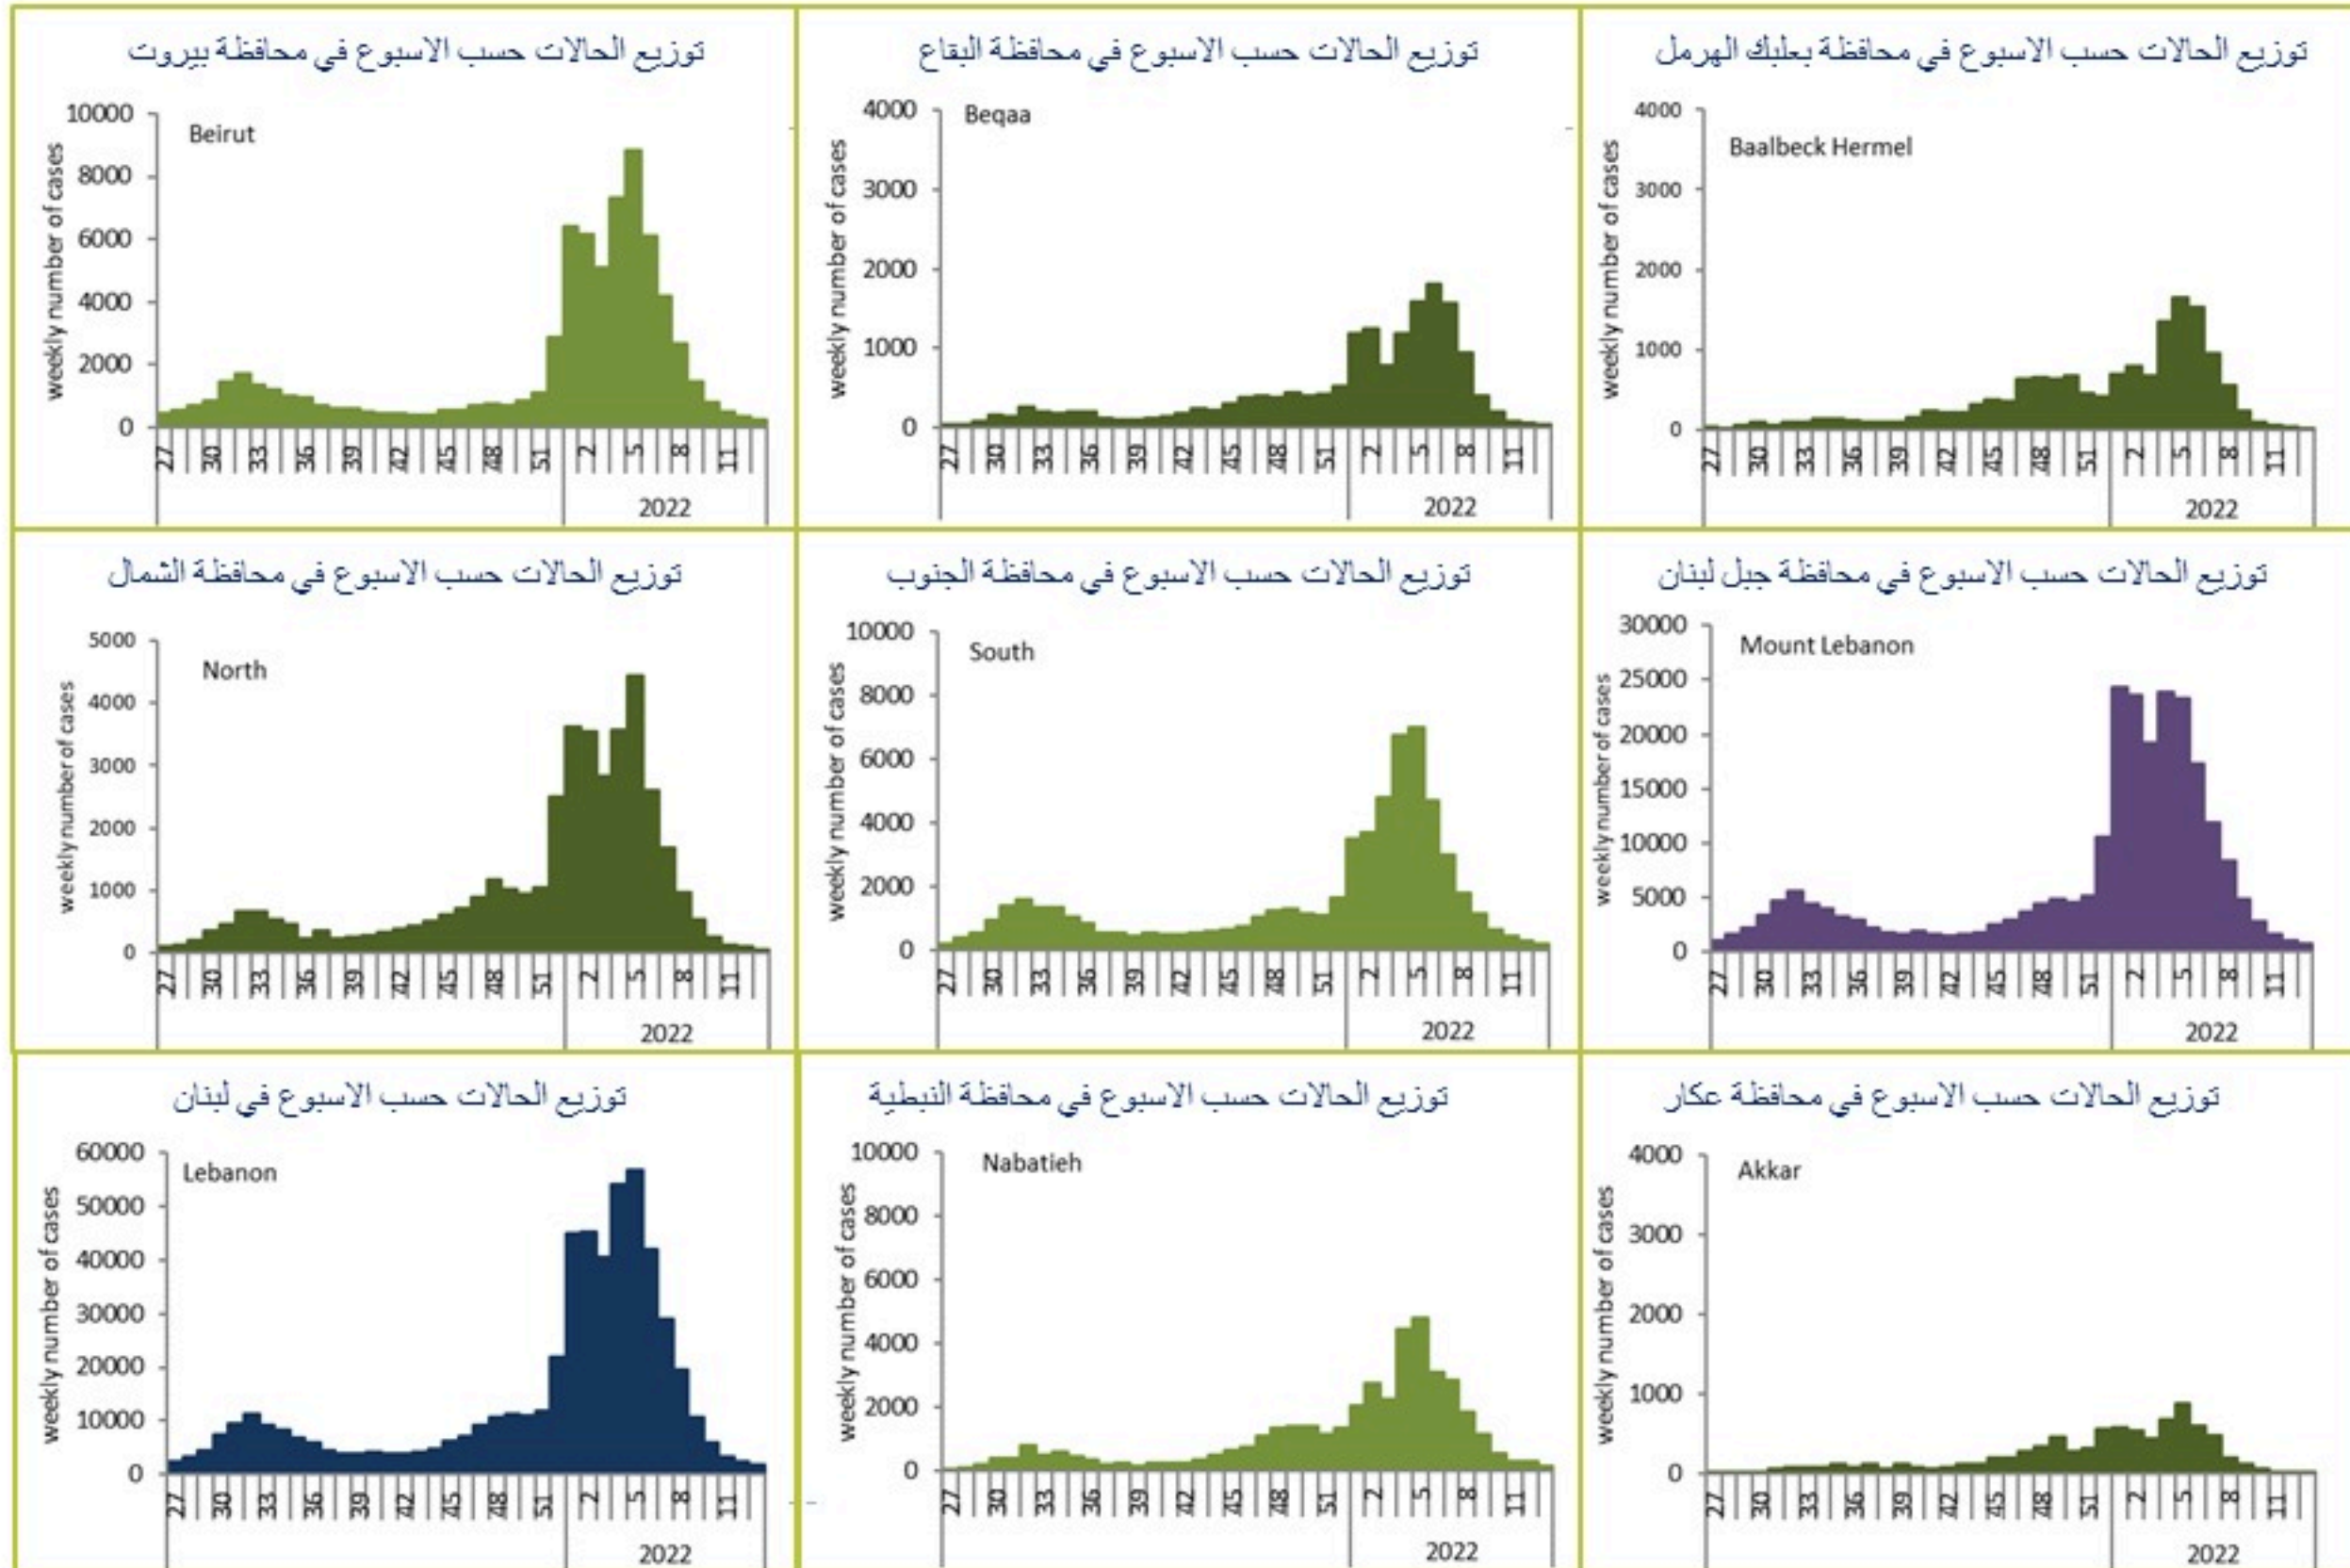 توزيع الحالات حسب الاسبوع في محافظة بيروت
Beirut
weekly number of cases
10000
8000
6000
4000
2000
0
27 30 33 36 39 42 45 48 51 2 5 8 11
2022
توزيع الحالات حسب الاسبوع في محافظة البقاع
Beqaa
weekly number of cases
4000
3000
2000
1000
0
27 30 33 36 39 42 45 48 51 2 5 8 11
2022
توزيع الحالات حسب الاسبوع في محافظة بعلبك الهرمل
Baalbeck Hermel
weekly number of cases
4000
3000
2000
1000
0
27 30 33 36 39 42 45 48 51 2 5 8 11
2022
توزيع الحالات حسب الاسبوع في محافظة الشمال
North
weekly number of cases
5000
4000
3000
2000
1000
0
27 30 33 36 39 42 45 48 51 2 5 8 11
2022
توزيع الحالات حسب الاسبوع في محافظة الجنوب
South
weekly number of cases
10000
8000
6000
4000
2000
0
27 30 33 36 39 42 45 48 51 2 5 8 11
2022
توزيع الحالات حسب الاسبوع في محافظة جبل لبنان
Mount Lebanon
weekly number of cases
30000
25000
20000
15000
10000
5000
0
27 30 33 36 39 42 45 48 51 2 5 8 11
2022
توزيع الحالات حسب الاسبوع في لبنان
Lebanon
weekly number of cases
60000
50000
40000
30000
20000
10000
0
27 30 33 36 39 42 45 48 51 2 5 8 11
2022
توزيع الحالات حسب الاسبوع في محافظة النبطية
Nabatieh
weekly number of cases
10000
8000
6000
4000
2000
0
27 30 33 36 39 42 45 48 51 2 5 8 11
2022
توزيع الحالات حسب الاسبوع في محافظة عكار
Akkar
weekly number of cases
4000
3000
2000
1000
0
27 30 33 36 39 42 45 48 51 2 5 8 11
2022